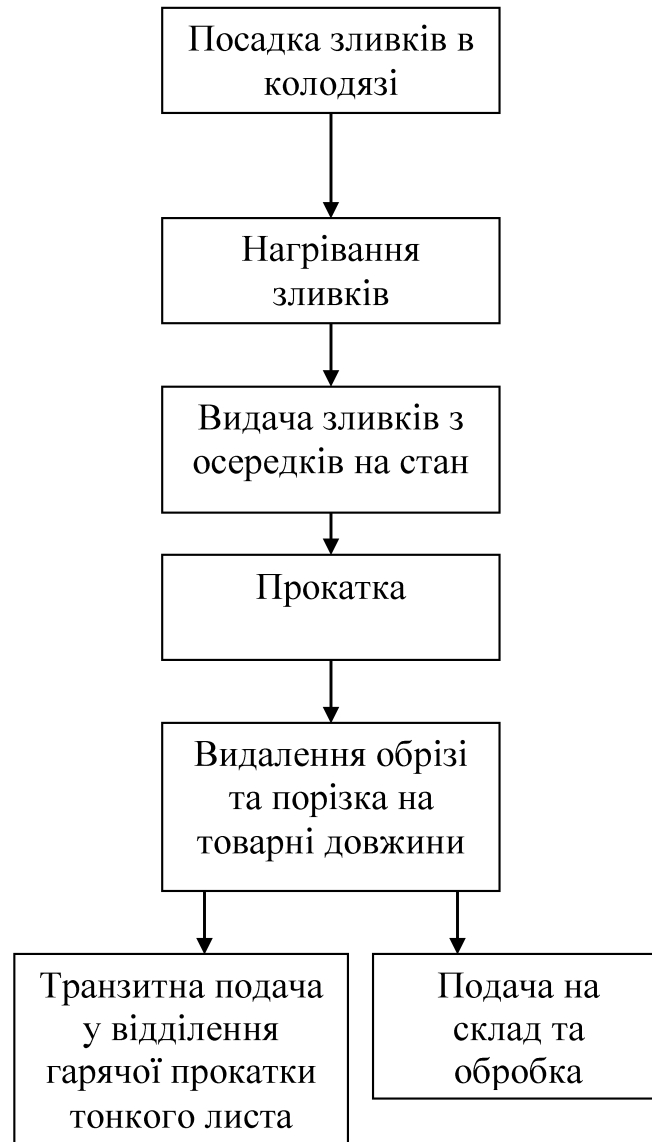 Посадка зливків в
колодязі
Нагрівання
зливків
Видача зливків з
осередків на стан
Прокатка
Видалення обрізі
та порізка на
товарні довжини
Транзитна подача
у відділення
гарячої прокатки
тонкого листа
Подача на
склад та
обробка